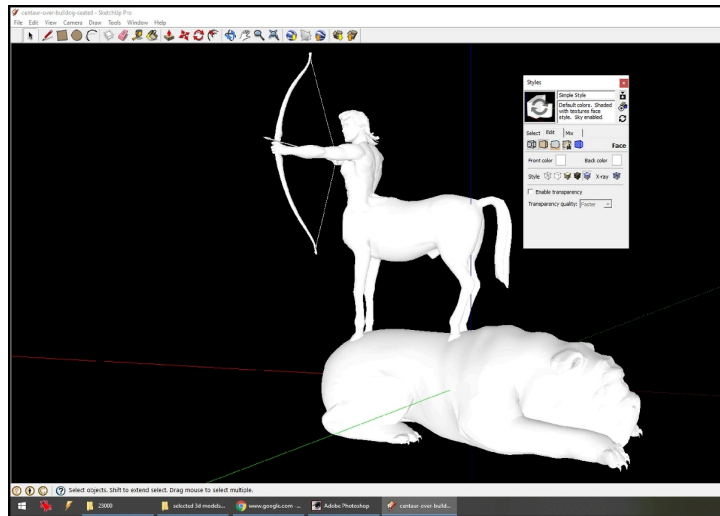 centaur-over-bulldog-seated - SketchUp Pro
File Edit View Camera Draw Tools Window Help
Styles
Simple Style
Default colors. Shaded
with textures face
style. Sky enabled.
Select Edit Mix
Face
Front color Back color
Style X-ray
Enable transparency
Transparency quality: Faster
Select objects. Shift to extend select. Drag mouse to select multiple.
23000 selected 3d models... www.google.com - ... Adobe Photoshop centaur-over-build...